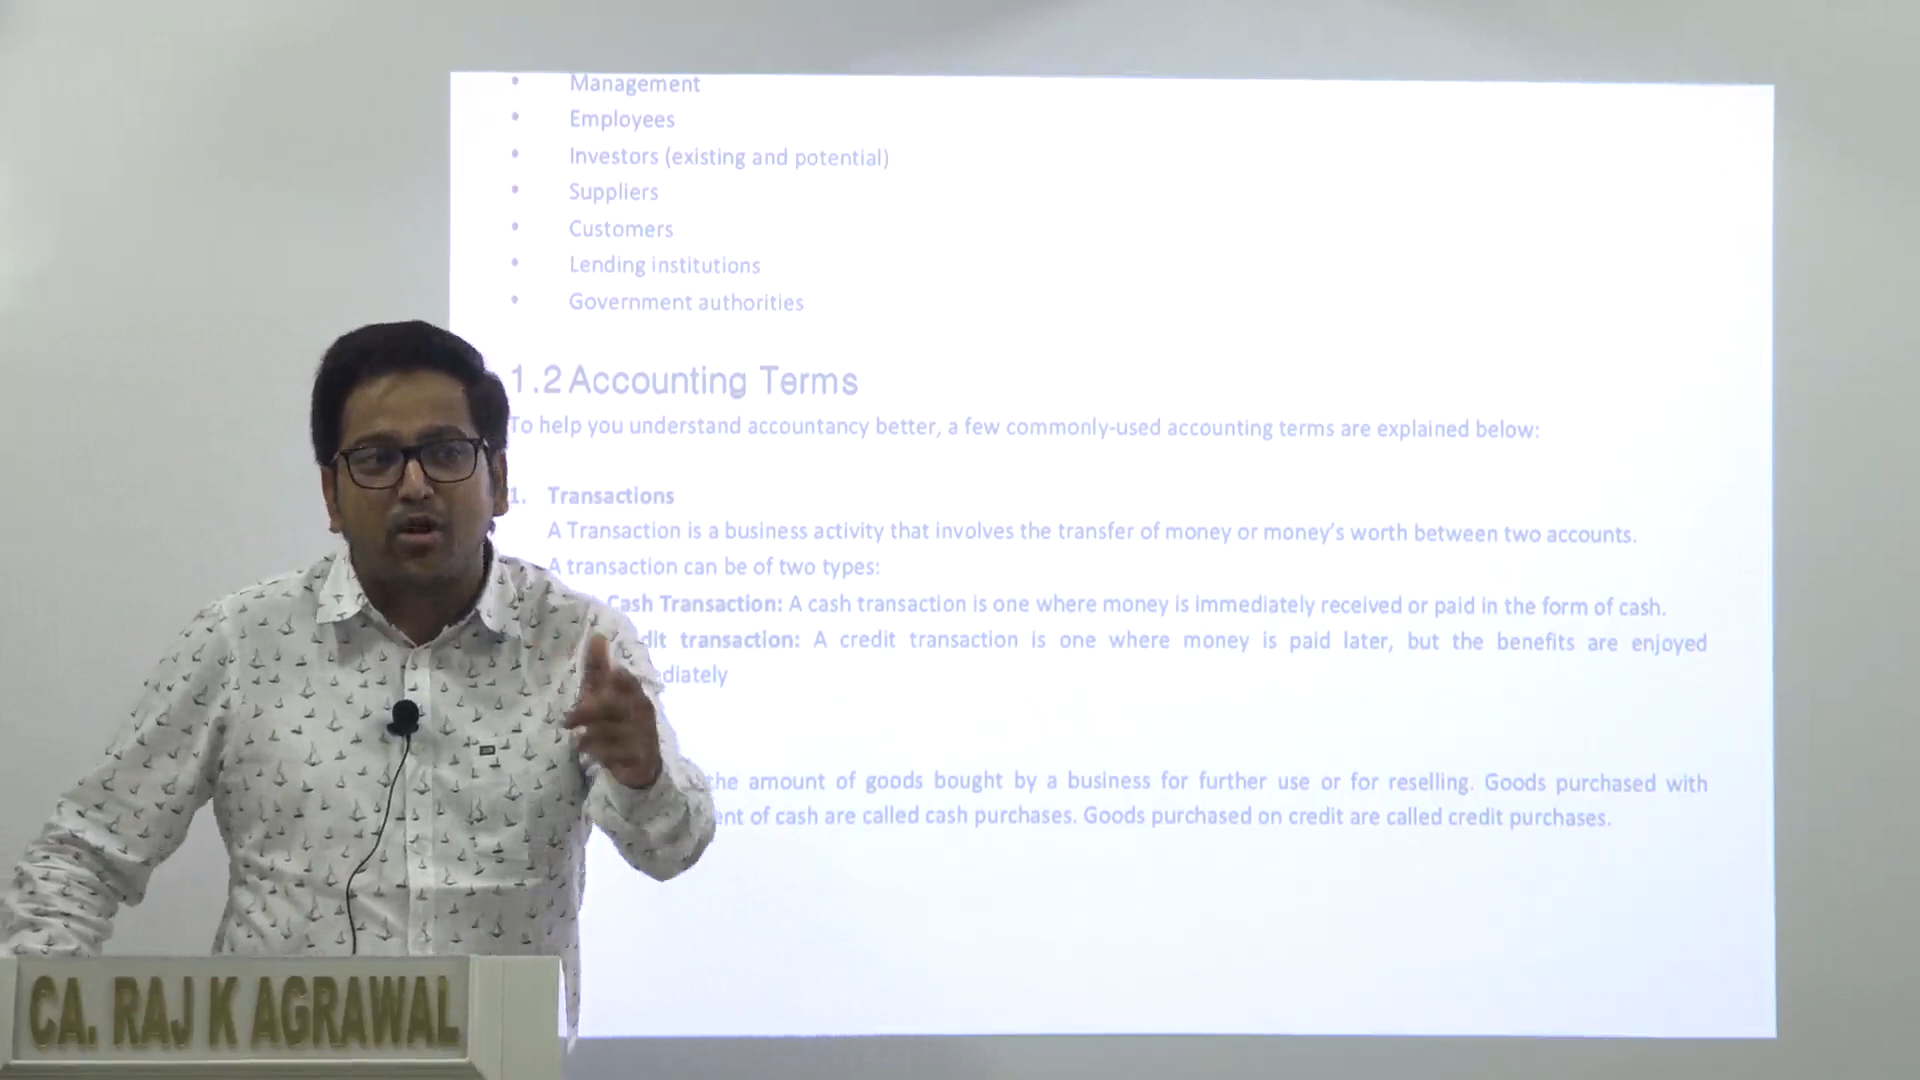 • Management
• Employees
• Investors (existing and potential)
• Suppliers
• Customers
• Lending institutions
• Government authorities
1.2 Accounting Terms
To help you understand accountancy better, a few commonly-used accounting terms are explained below:
1. Transactions
A Transaction is a business activity that involves the transfer of money or money’s worth between two accounts.
A transaction can be of two types:
Cash Transaction: A cash transaction is one where money is immediately received or paid in the form of cash.
transaction: A credit transaction is one where money is paid later, but the benefits are enjoyed
the amount of goods bought by a business for further use or for reselling. Goods purchased with
of cash are called cash purchases. Goods purchased on credit are called credit purchases.
CA. RAJ K AGRAWAL